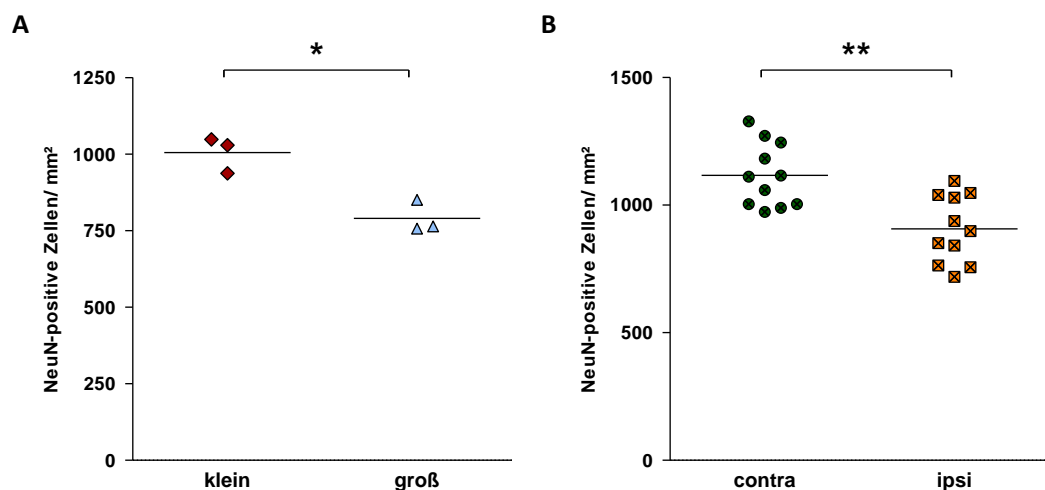 A
*
NeuN-positive Zellen/ mm²
1250
1000
750
500
250
0
klein groß
B
**
NeuN-positive Zellen/ mm²
1500
1000
500
0
contra ipsi